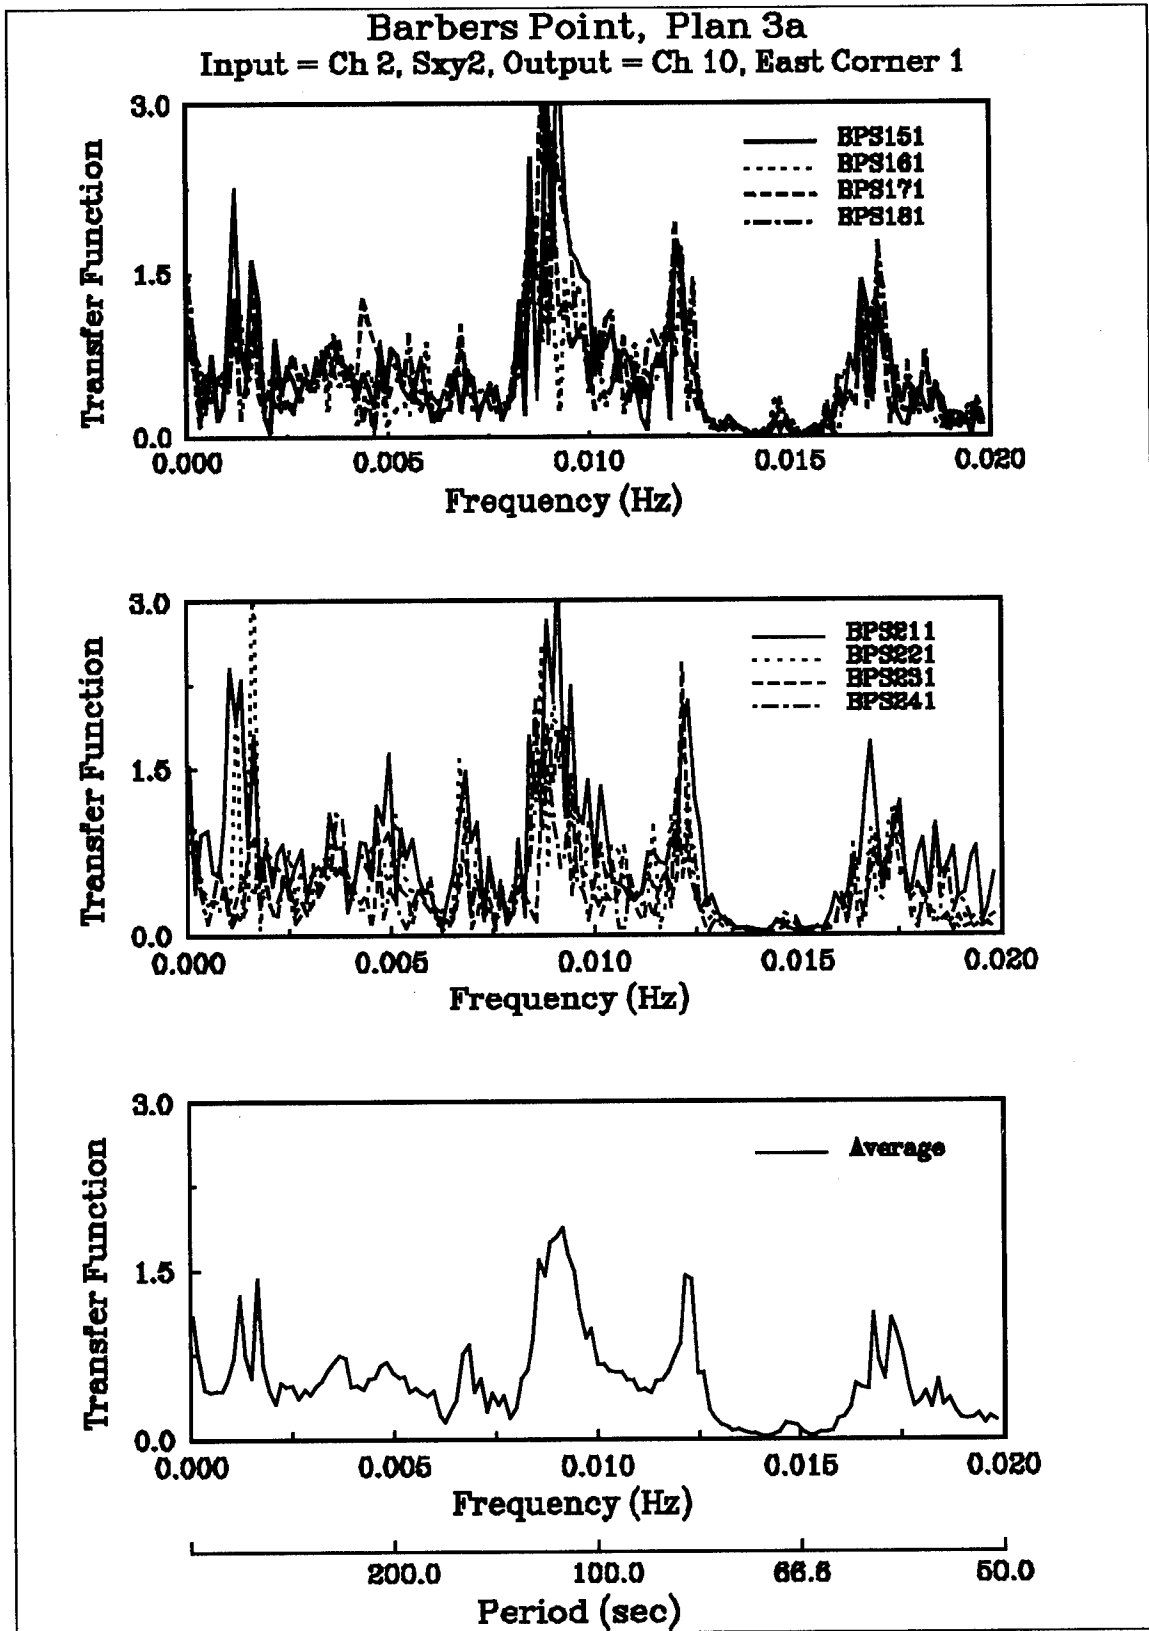 Barbers Point, Plan 3a
Input = Ch 2, Sxy2, Output = Ch 10, East Corner 1
3.0
1.5
0.0
Transfer Function
BPS151
BPS161
BPS171
BPS181
0.000 0.005 0.010 0.015 0.020
Frequency (Hz)
3.0
1.5
0.0
Transfer Function
BPS211
BPS221
BPS231
BPS241
0.000 0.005 0.010 0.015 0.020
Frequency (Hz)
3.0
1.5
0.0
Transfer Function
Average
0.000 0.005 0.010 0.015 0.020
Frequency (Hz)
200.0 100.0 66.6 50.0
Period (sec)